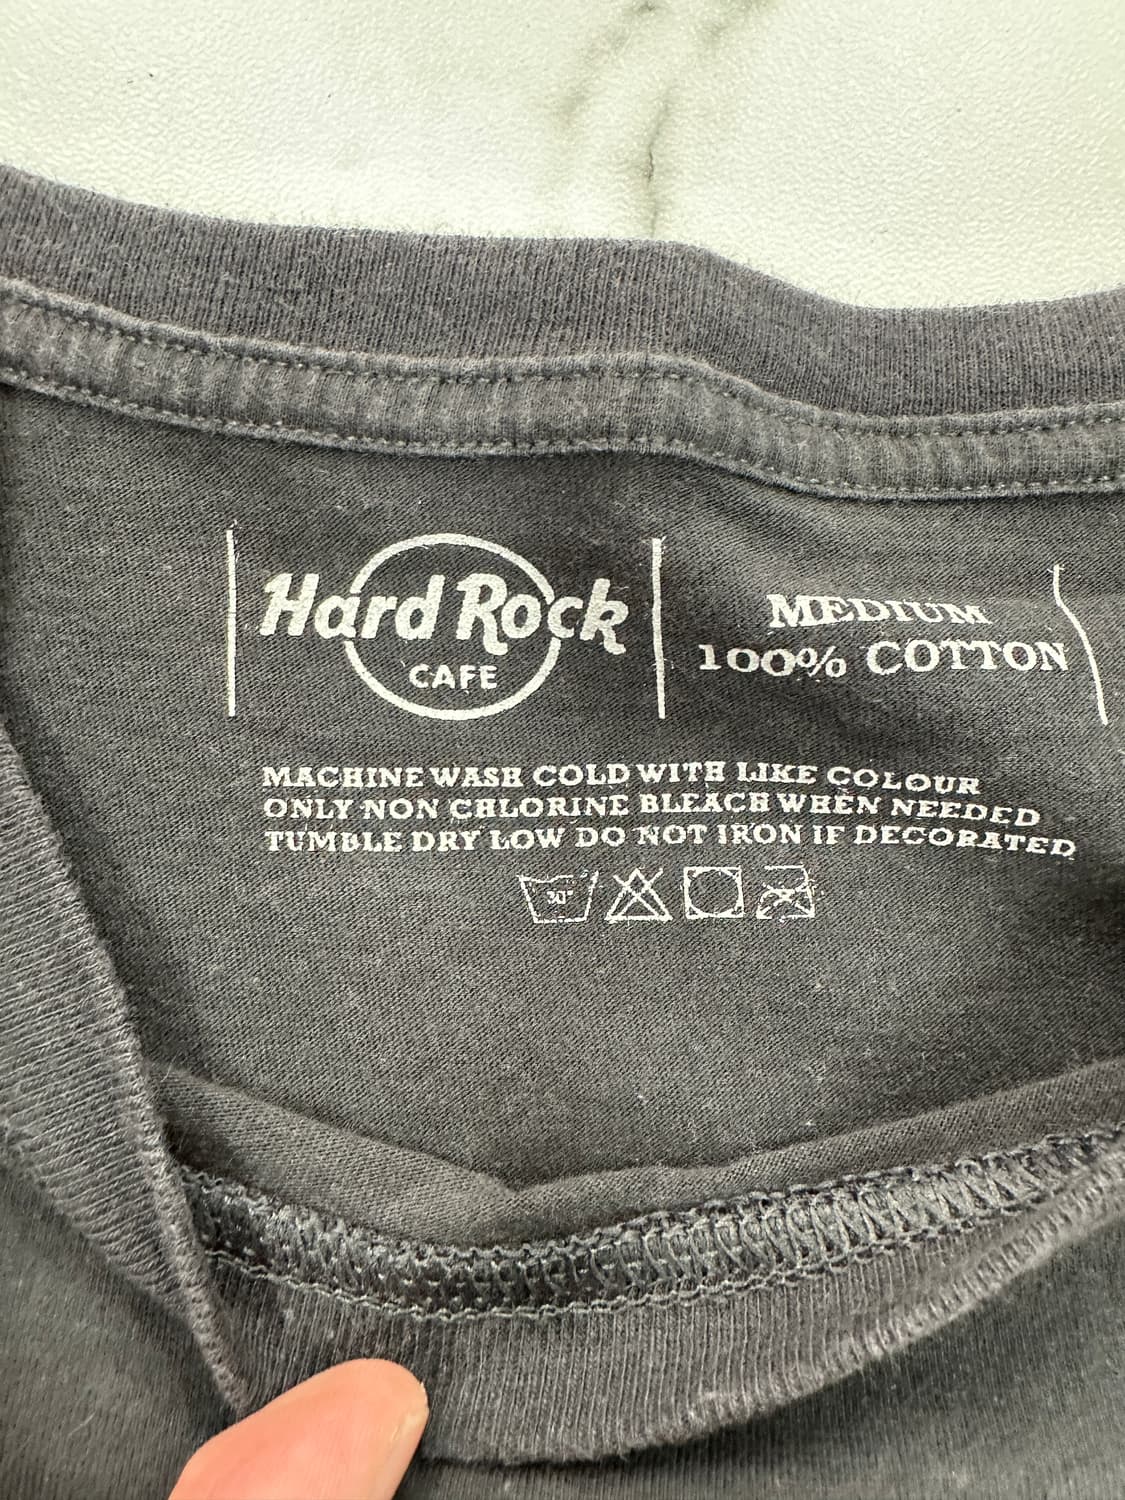 Hard Rock
CAFE
MEDIUM
100% COTTON
MACHINE WASH COLD WITH LIKE COLOUR
ONLY NON CHLORINE BLEACH WHEN NEEDED
TUMBLE DRY LOW DO NOT IRON IF DECORATED
30°